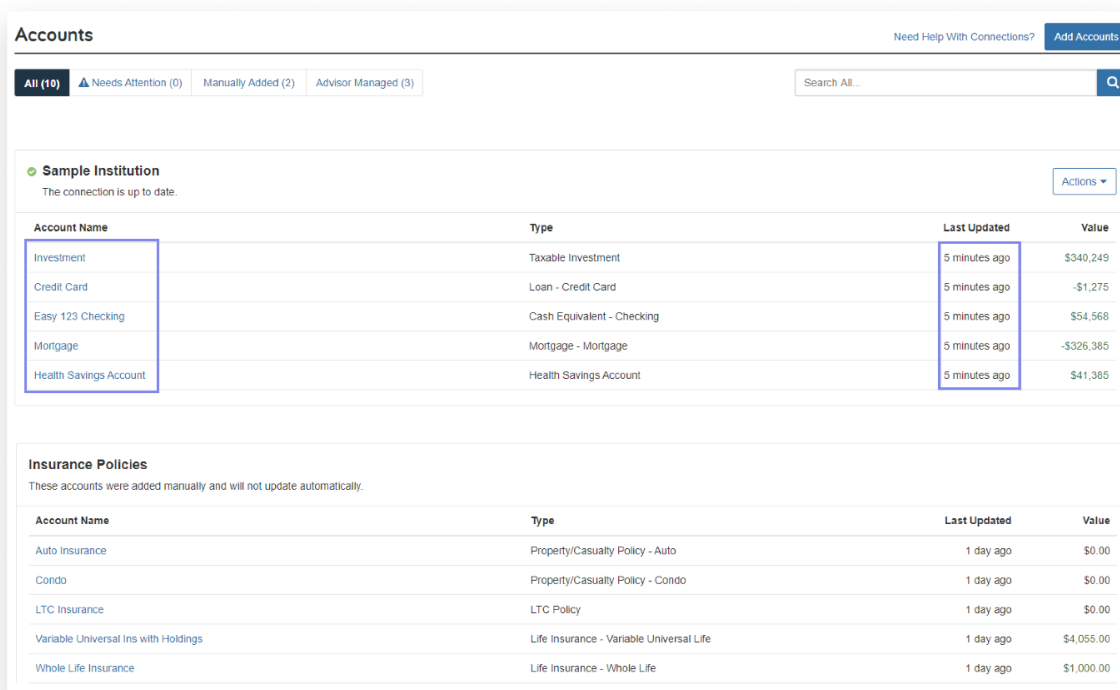 Accounts
Need Help With Connections? Add Accounts
All (10) Needs Attention (0) Manually Added (2) Advisor Managed (3) Search All...
Sample Institution
The connection is up to date.
Actions
Account Name Type Last Updated Value
Investment Taxable Investment 5 minutes ago $340,249
Credit Card Loan - Credit Card 5 minutes ago -$1,275
Easy 123 Checking Cash Equivalent - Checking 5 minutes ago $54,568
Mortgage Mortgage - Mortgage 5 minutes ago -$326,385
Health Savings Account Health Savings Account 5 minutes ago $41,385
Insurance Policies
These accounts were added manually and will not update automatically.
Account Name Type Last Updated Value
Auto Insurance Property/Casualty Policy - Auto 1 day ago $0.00
Condo Property/Casualty Policy - Condo 1 day ago $0.00
LTC Insurance LTC Policy 1 day ago $0.00
Variable Universal Ins with Holdings Life Insurance - Variable Universal Life 1 day ago $4,055.00
Whole Life Insurance Life Insurance - Whole Life 1 day ago $1,000.00